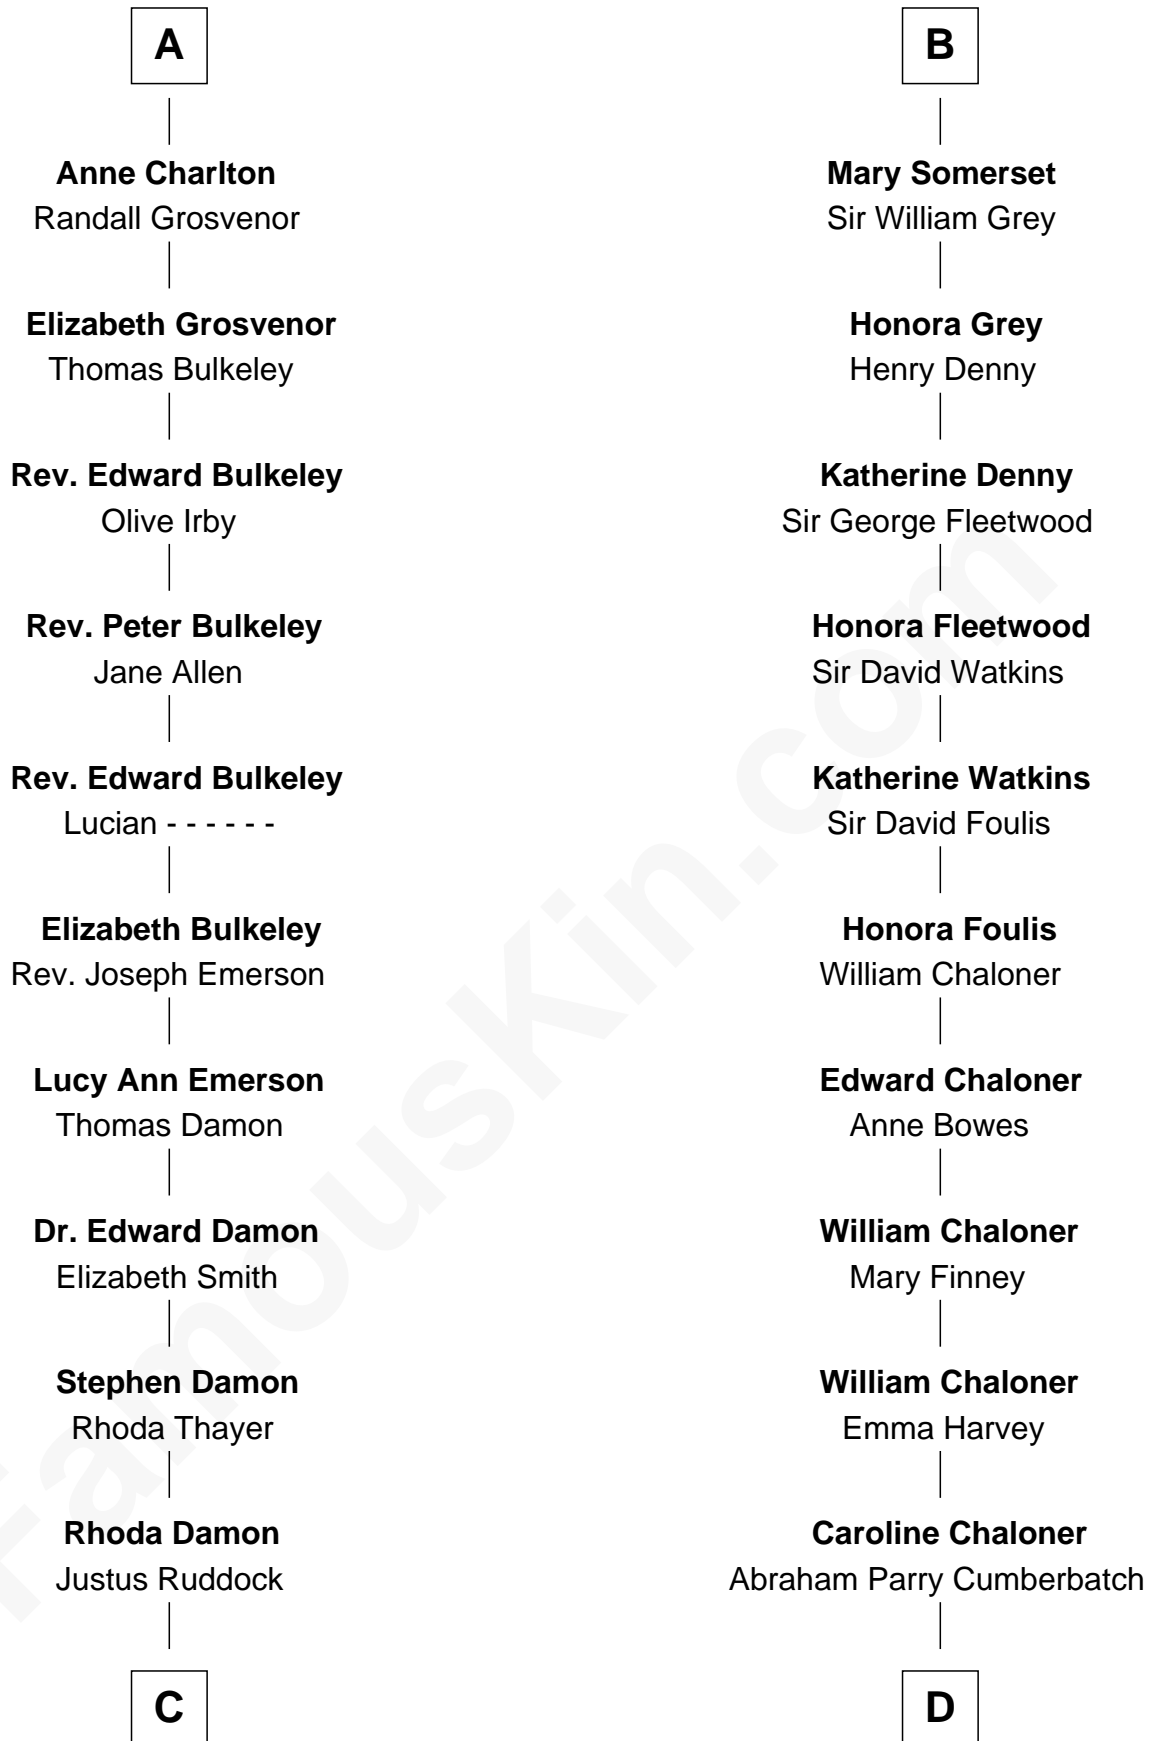 A
Anne Charlton
Randall Grosvenor
Elizabeth Grosvenor
Thomas Bulkeley
Rev. Edward Bulkeley
Olive Irby
Rev. Peter Bulkeley
Jane Allen
Rev. Edward Bulkeley
Lucian - - - - - -
Elizabeth Bulkeley
Rev. Joseph Emerson
Lucy Ann Emerson
Thomas Damon
Dr. Edward Damon
Elizabeth Smith
Stephen Damon
Rhoda Thayer
Rhoda Damon
Justus Ruddock
C
B
Mary Somerset
Sir William Grey
Honora Grey
Henry Denny
Katherine Denny
Sir George Fleetwood
Honora Fleetwood
Sir David Watkins
Katherine Watkins
Sir David Foulis
Honora Foulis
William Chaloner
Edward Chaloner
Anne Bowes
William Chaloner
Mary Finney
William Chaloner
Emma Harvey
Caroline Chaloner
Abraham Parry Cumberbatch
D
FamousKin.com